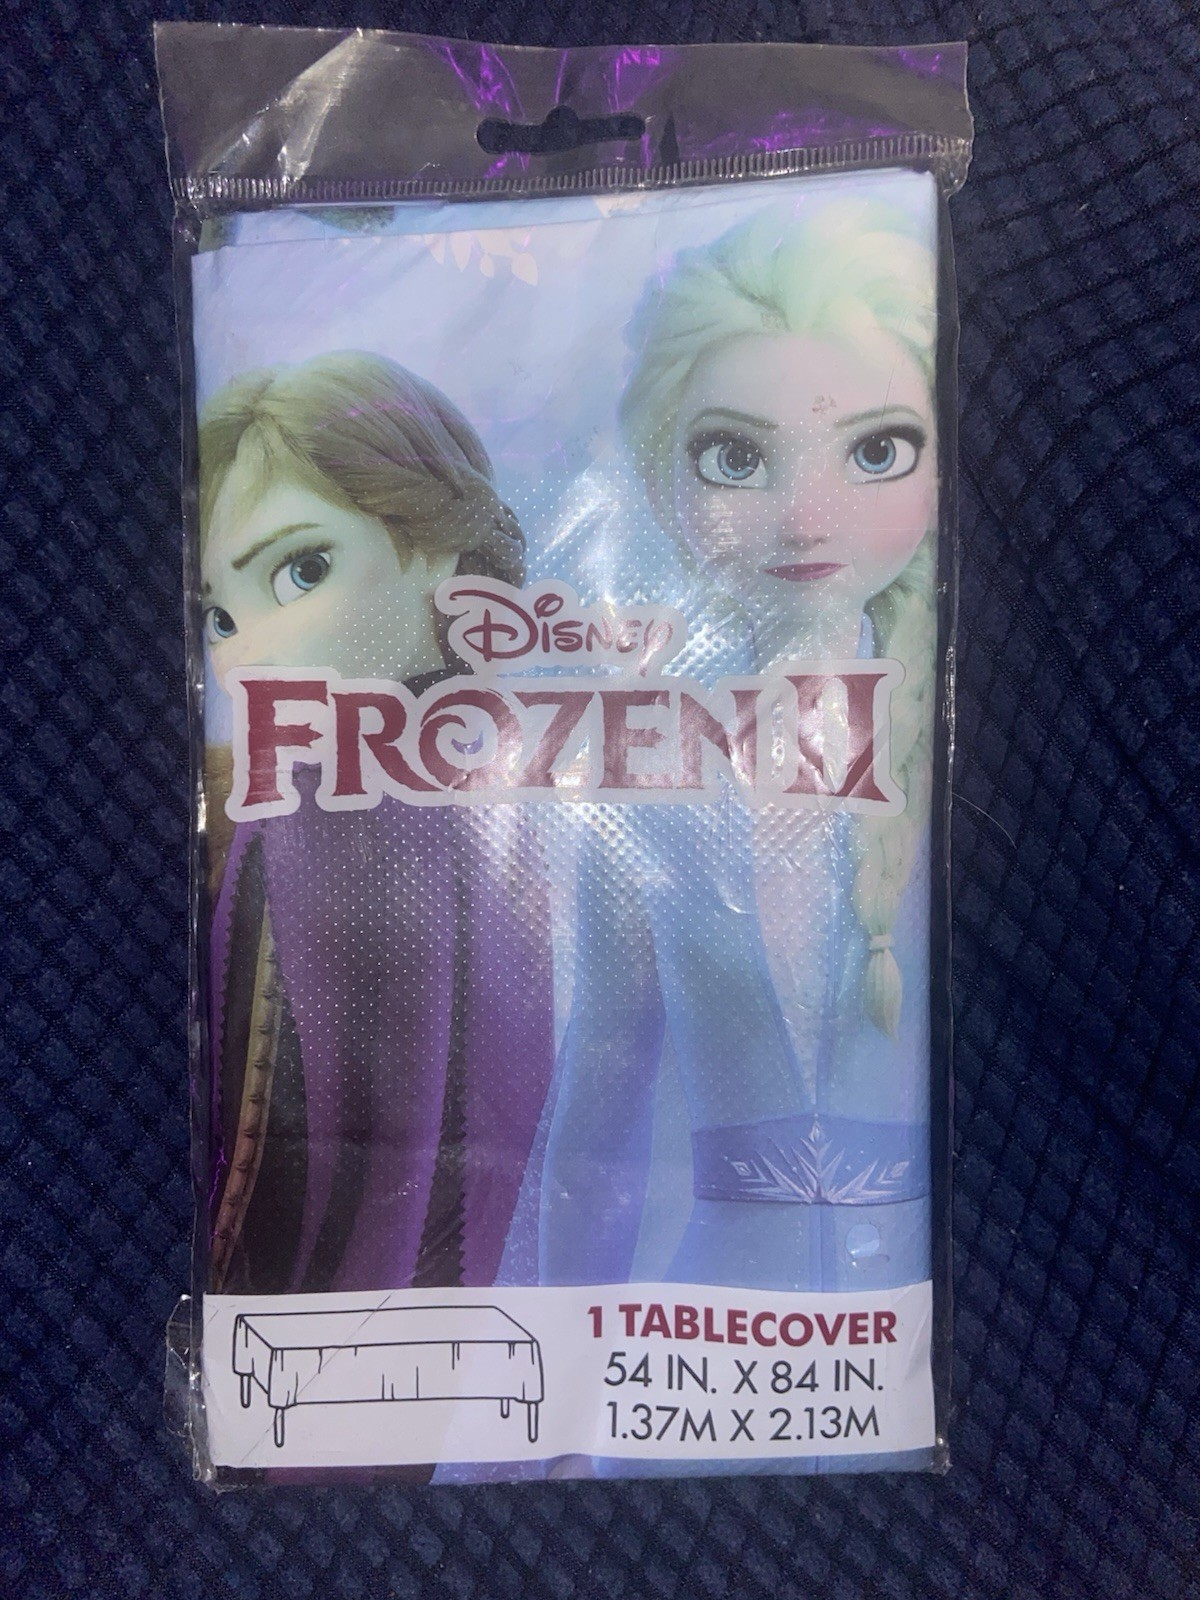 Disney
FROZEN II
1 TABLECOVER
54 IN. X 84 IN.
1.37M X 2.13M